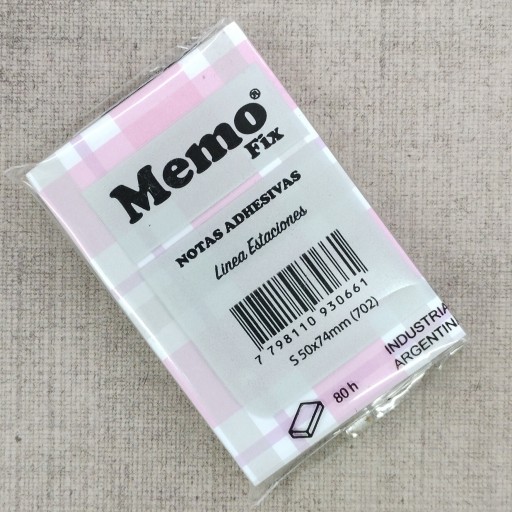 Memo®
Fix
NOTAS ADHESIVAS
Linea Estaciones
7 798110 930661
S 50x74mm (702)
INDUSTRIA
ARGENTIN
80 h